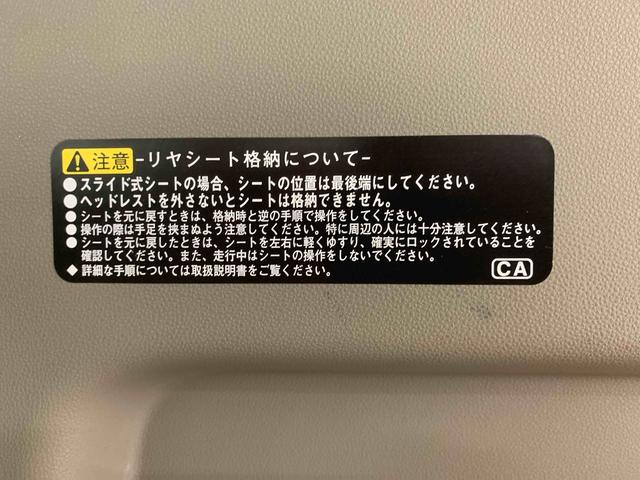 注意 -リヤシート格納について-
●スライド式シートの場合、シートの位置は最後端にしてください。
●ヘッドレストを外さないとシートは格納できません。
●シートを元に戻すときは、格納時と逆の手順で操作をしてください。
●操作の際は手足を挟まぬよう注意してください。特に周辺の人には十分注意してください。
●シートを元に戻したときは、シートを左右に軽くゆすり、確実にロックされていることを
確認してください。また、走行中はシートの操作をしないでください。
◆詳細な手順については取扱説明書をご覧ください。
CA